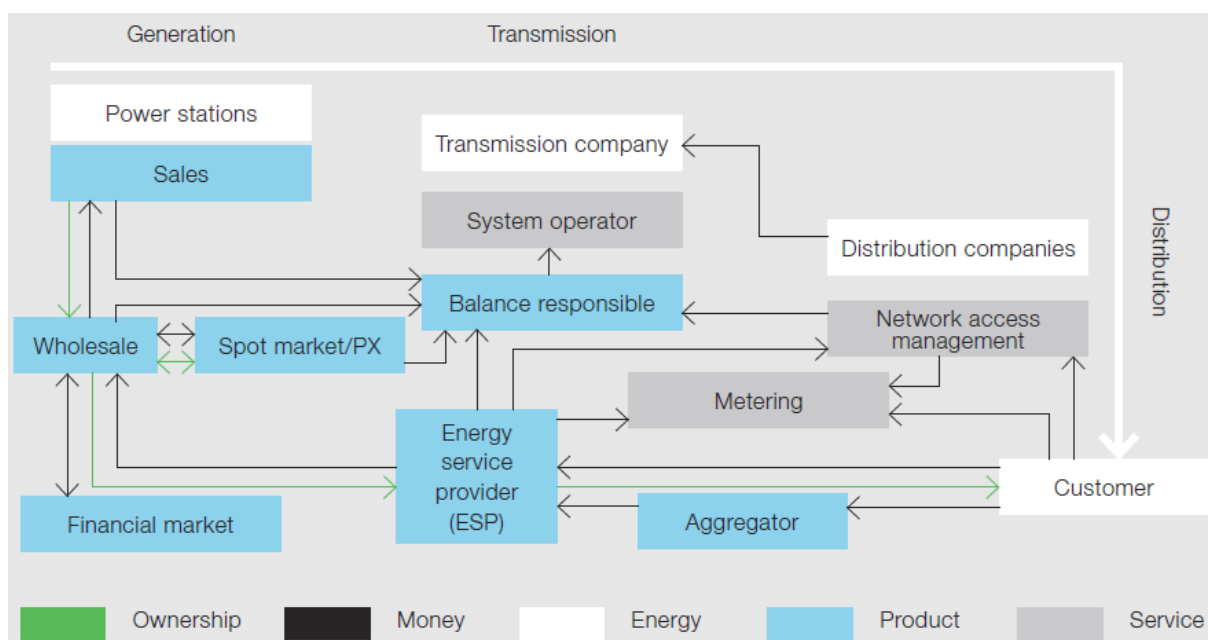 Generation
Transmission
Power stations
Sales
Transmission company
System operator
Distribution companies
Distribution
Balance responsible
Network access
management
Wholesale
Spot market/PX
Metering
Energy
service
provider
(ESP)
Customer
Financial market
Aggregator
Ownership
Money
Energy
Product
Service